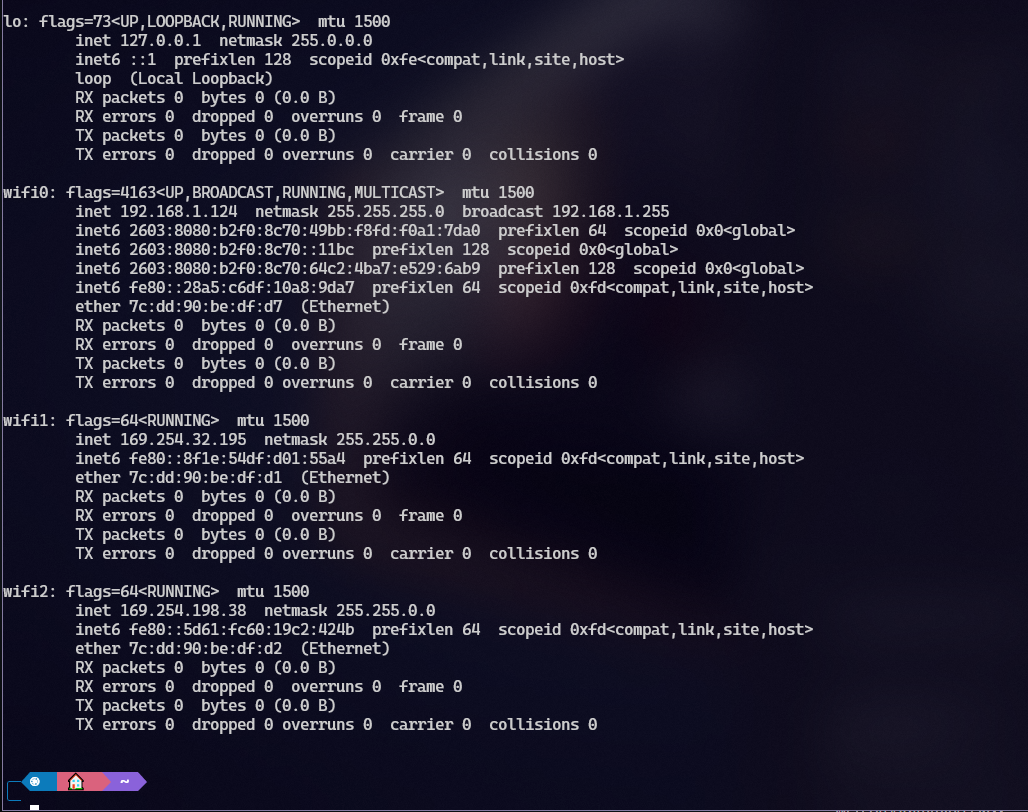 lo: flags=73<UP,LOOPBACK,RUNNING>  mtu 1500
        inet 127.0.0.1  netmask 255.0.0.0
        inet6 ::1  prefixlen 128  scopeid 0xfe<compat,link,site,host>
        loop  (Local Loopback)
        RX packets 0  bytes 0 (0.0 B)
        RX errors 0  dropped 0  overruns 0  frame 0
        TX packets 0  bytes 0 (0.0 B)
        TX errors 0  dropped 0 overruns 0  carrier 0  collisions 0

wifi0: flags=4163<UP,BROADCAST,RUNNING,MULTICAST>  mtu 1500
        inet 192.168.1.124  netmask 255.255.255.0  broadcast 192.168.1.255
        inet6 2603:8080:b2f0:8c70:49bb:f8fd:f0a1:7da0  prefixlen 64  scopeid 0x0<global>
        inet6 2603:8080:b2f0:8c70::11bc  prefixlen 128  scopeid 0x0<global>
        inet6 2603:8080:b2f0:8c70:64c2:4ba7:e529:6ab9  prefixlen 128  scopeid 0x0<global>
        inet6 fe80::28a5:c6df:10a8:9da7  prefixlen 64  scopeid 0xfd<compat,link,site,host>
        ether 7c:dd:90:be:df:d7  (Ethernet)
        RX packets 0  bytes 0 (0.0 B)
        RX errors 0  dropped 0  overruns 0  frame 0
        TX packets 0  bytes 0 (0.0 B)
        TX errors 0  dropped 0 overruns 0  carrier 0  collisions 0

wifi1: flags=64<RUNNING>  mtu 1500
        inet 169.254.32.195  netmask 255.255.0.0
        inet6 fe80::8f1e:54df:d01:55a4  prefixlen 64  scopeid 0xfd<compat,link,site,host>
        ether 7c:dd:90:be:df:d1  (Ethernet)
        RX packets 0  bytes 0 (0.0 B)
        RX errors 0  dropped 0  overruns 0  frame 0
        TX packets 0  bytes 0 (0.0 B)
        TX errors 0  dropped 0 overruns 0  carrier 0  collisions 0

wifi2: flags=64<RUNNING>  mtu 1500
        inet 169.254.198.38  netmask 255.255.0.0
        inet6 fe80::5d61:fc60:19c2:424b  prefixlen 64  scopeid 0xfd<compat,link,site,host>
        ether 7c:dd:90:be:df:d2  (Ethernet)
        RX packets 0  bytes 0 (0.0 B)
        RX errors 0  dropped 0  overruns 0  frame 0
        TX packets 0  bytes 0 (0.0 B)
        TX errors 0  dropped 0 overruns 0  carrier 0  collisions 0

~